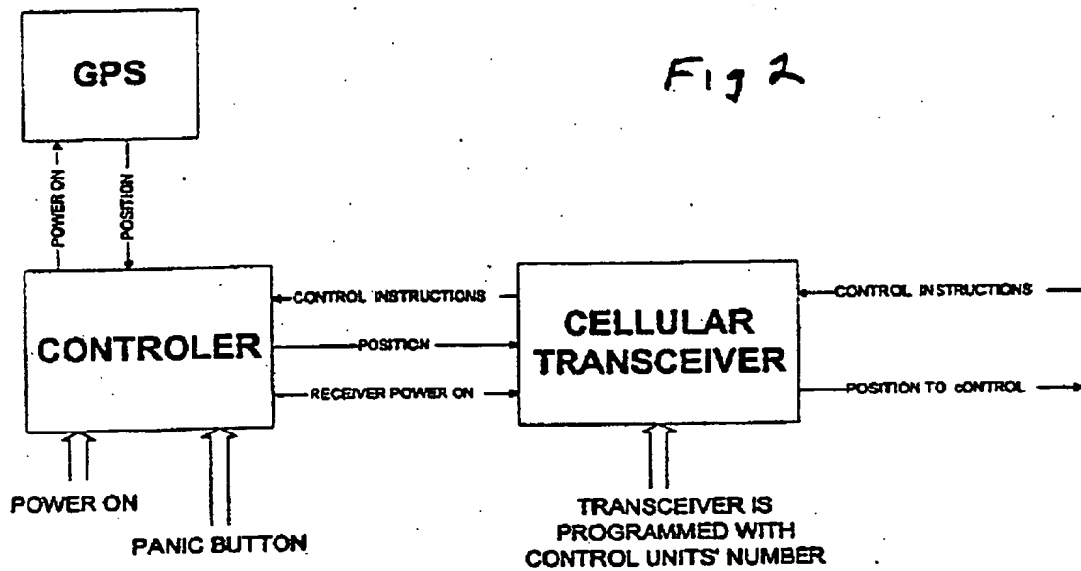 GPS
Fig 2
POWER ON
POSITION
CONTROLER
CONTROL INSTRUCTIONS
POSITION
RECEIVER POWER ON
CELLULAR
TRANSCEIVER
CONTROL INSTRUCTIONS
POSITION TO cONTROL
POWER ON
PANIC BUTTON
TRANSCEIVER IS
PROGRAMMED WITH
CONTROL UNITS' NUMBER